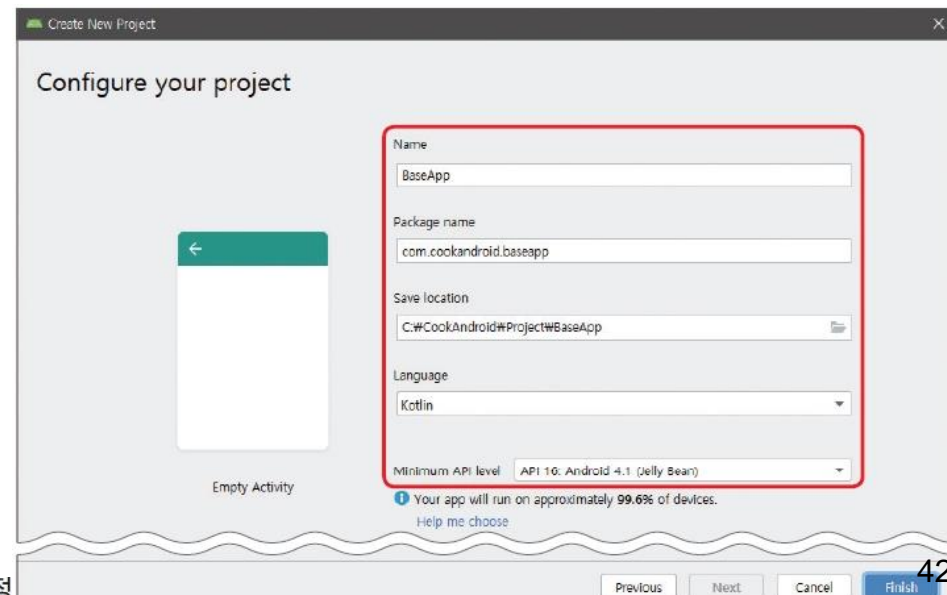 Create New Project
Configure your project
Name
BaseApp
Package name
com.cookandroid.baseapp
Save location
C:₩CookAndroid₩Project₩BaseApp
Language
Kotlin
Minimum API level API 16: Android 4.1 (Jelly Bean)
Empty Activity
Your app will run on approximately 99.6% of devices.
Help me choose
Previous Next Cancel Finish
42